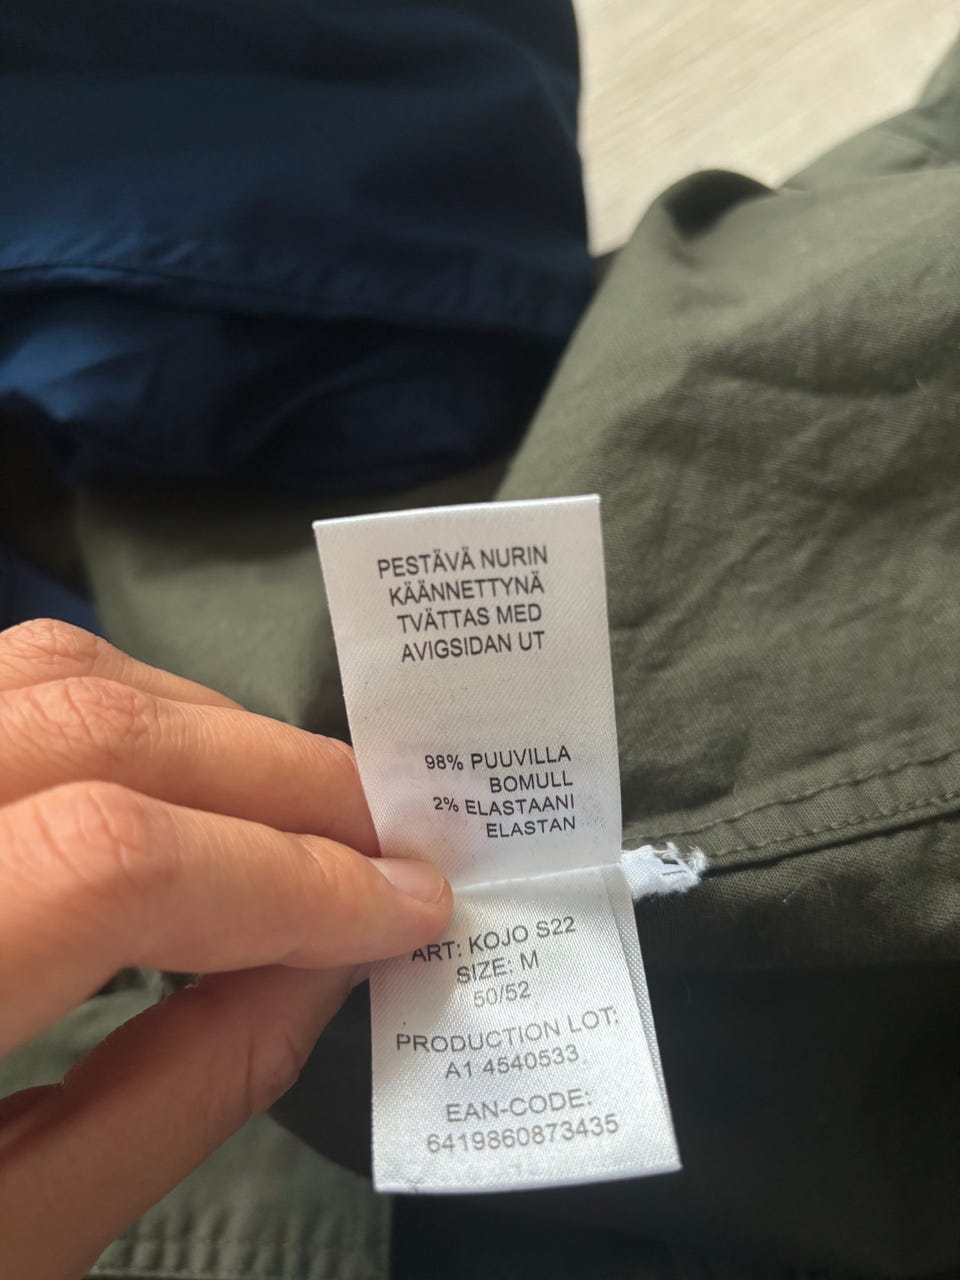 PESTÄVÄ NURIN
KÄÄNNETTYNÄ
TVÄTTAS MED
AVIGSIDAN UT
98% PUUVILLA
BOMULL
2% ELASTAANI
ELASTAN
ART: KOJO S22
SIZE: M
50/52
PRODUCTION LOT:
A1 4540533
EAN-CODE:
6419860873435